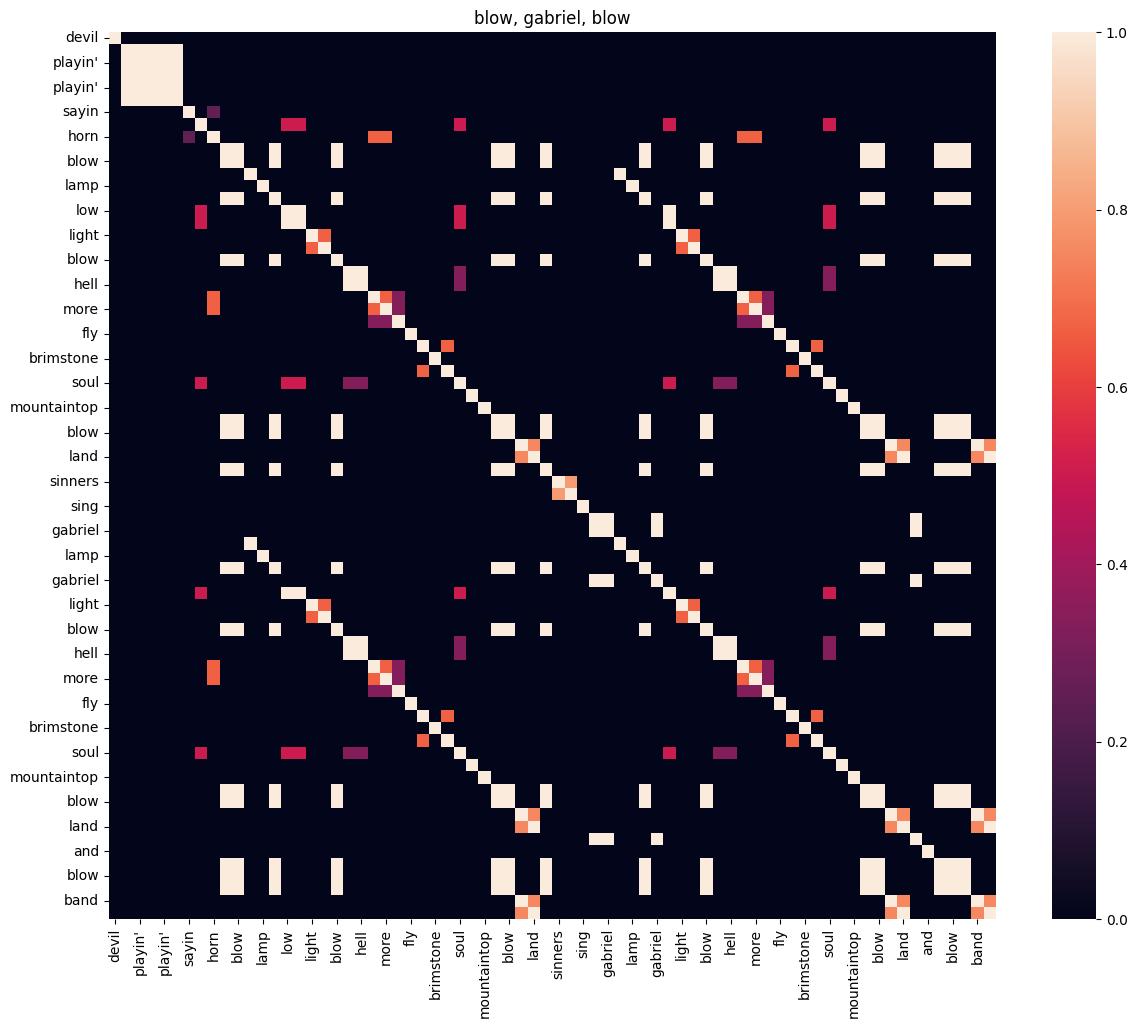 blow, gabriel, blow
devil
playin'
playin'
sayin
horn
blow
lamp
low
light
blow
hell
more
fly
brimstone
soul
mountaintop
blow
land
sinners
sing
gabriel
lamp
gabriel
light
blow
hell
more
fly
brimstone
soul
mountaintop
blow
land
and
blow
band
devil
playin'
playin'
sayin
horn
blow
lamp
low
light
blow
hell
more
fly
brimstone
soul
mountaintop
blow
land
sinners
sing
gabriel
lamp
gabriel
light
blow
hell
more
fly
brimstone
soul
mountaintop
blow
land
and
blow
band
1.0
0.8
0.6
0.4
0.2
0.0